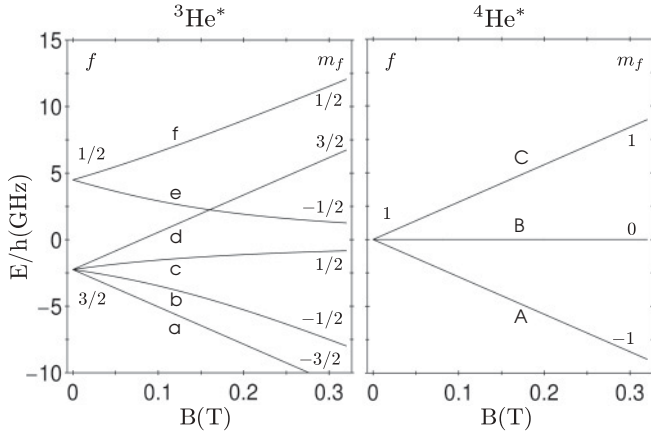 ³He* ⁴He*
E/h(GHz)
15
10
5
0
−5
−10
f m_f
1/2
f
1/2
3/2
e
−1/2
d
c
1/2
3/2
b
−1/2
a
−3/2
0 0.1 0.2 0.3
B(T)
f m_f
C
1
1
B 0
A
−1
0 0.1 0.2 0.3
B(T)